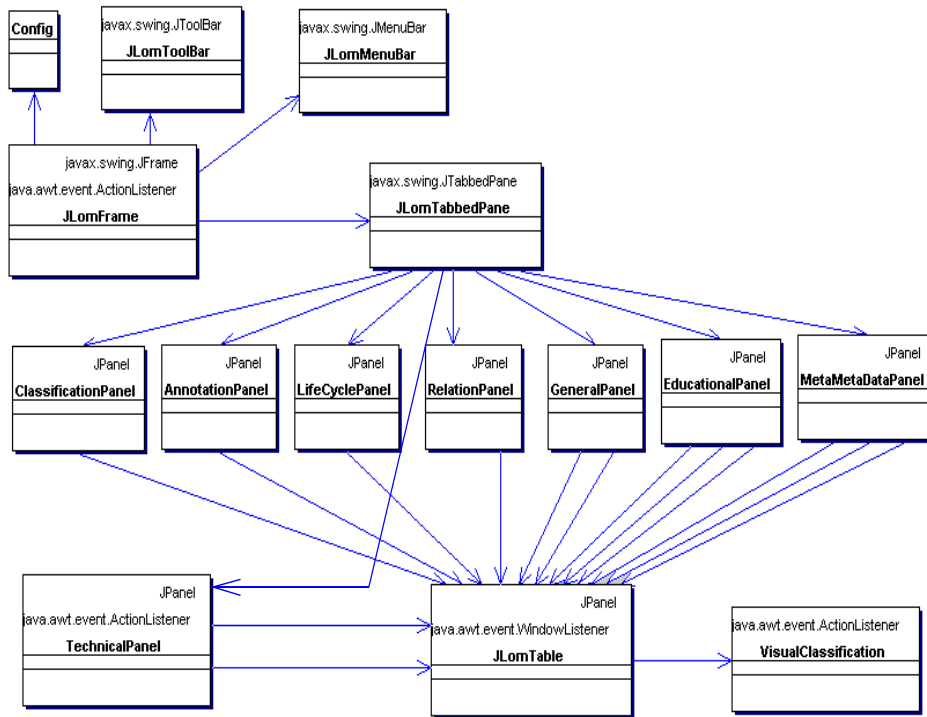 Config
javax.swing.JToolBar
JLomToolBar
javax.swing.JMenuBar
JLomMenuBar
javax.swing.JFrame
java.awt.event.ActionListener
JLomFrame
javax.swing.JTabbedPane
JLomTabbedPane
JPanel
ClassificationPanel
JPanel
AnnotationPanel
JPanel
LifeCyclePanel
JPanel
RelationPanel
JPanel
GeneralPanel
JPanel
EducationalPanel
JPanel
MetaMetaDataPanel
JPanel
java.awt.event.ActionListener
TechnicalPanel
JPanel
java.awt.event.WindowListener
JLomTable
java.awt.event.ActionListener
VisualClassification